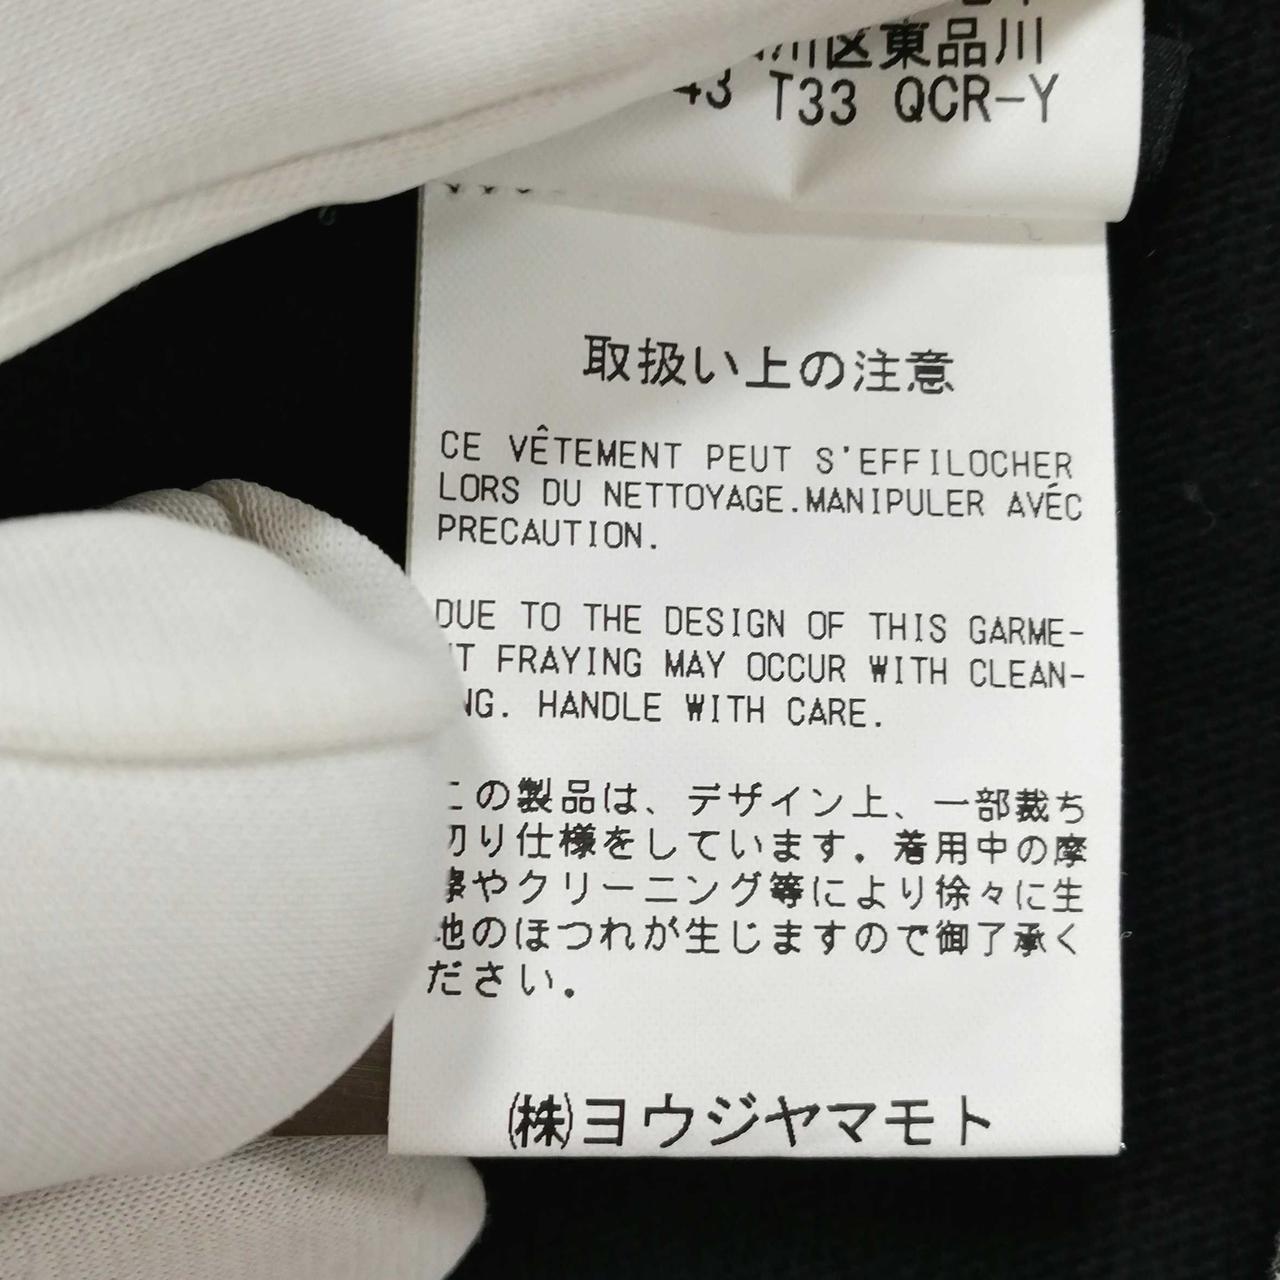 区東品川
43 T33 QCR-Y
取扱い上の注意
CE VÊTEMENT PEUT S'EFFILOCHER
LORS DU NETTOYAGE.MANIPULER AVÉC
PRECAUTION.
DUE TO THE DESIGN OF THIS GARME-
T FRAYING MAY OCCUR WITH CLEAN-
NG. HANDLE WITH CARE.
この製品は、デザイン上、一部裁ち
切り仕様をしています．着用中の摩
擦やクリーニング等により徐々に生
地のほつれが生じますので御了承く
ださい．
㈱ヨウジヤマモト